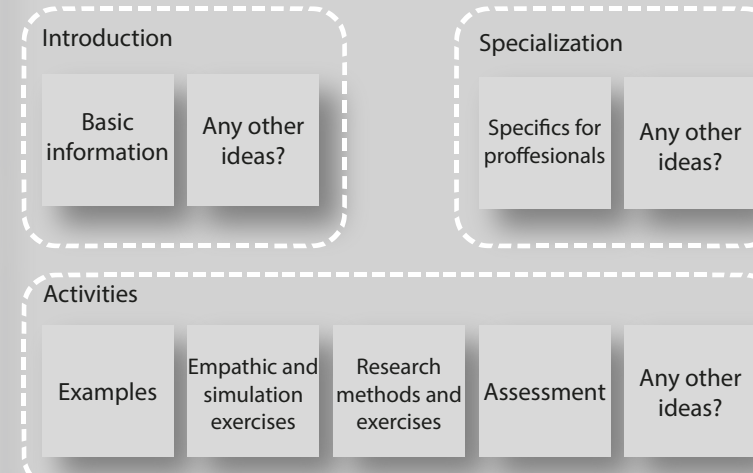 Introduction
Basic
information
Any other
ideas?
Specialization
Specifics for
proffesionals
Any other
ideas?
Activities
Examples
Empathic and
simulation
exercises
Research
methods and
exercises
Assessment
Any other
ideas?